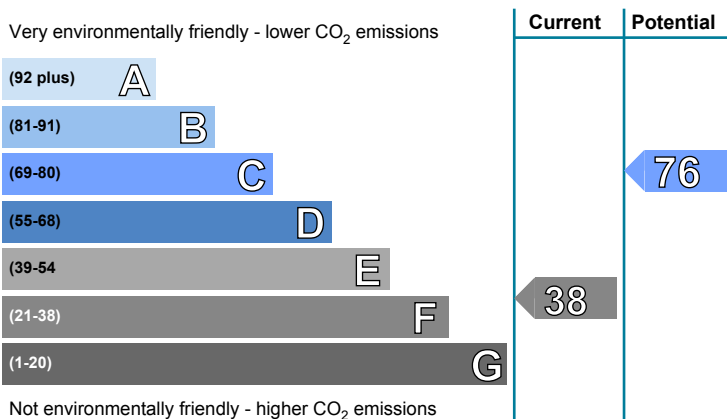 Current Potential
Very environmentally friendly - lower CO2 emissions
(92 plus) A
(81-91) B
(69-80) C
76
(55-68) D
(39-54 E
38
(21-38) F
(1-20) G
Not environmentally friendly - higher CO2 emissions